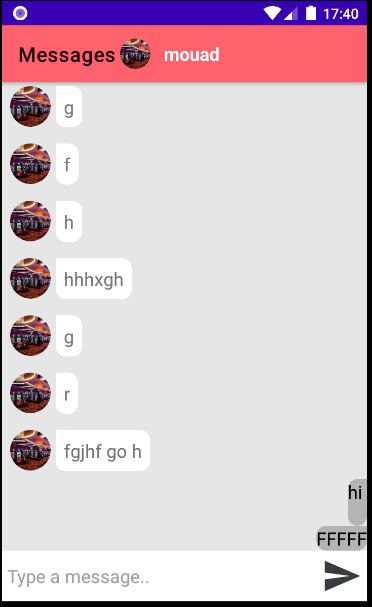 17:40
Messages mouad
g
f
h
hhhxgh
g
r
fgjhf go h
hi
FFFFF
Type a message..